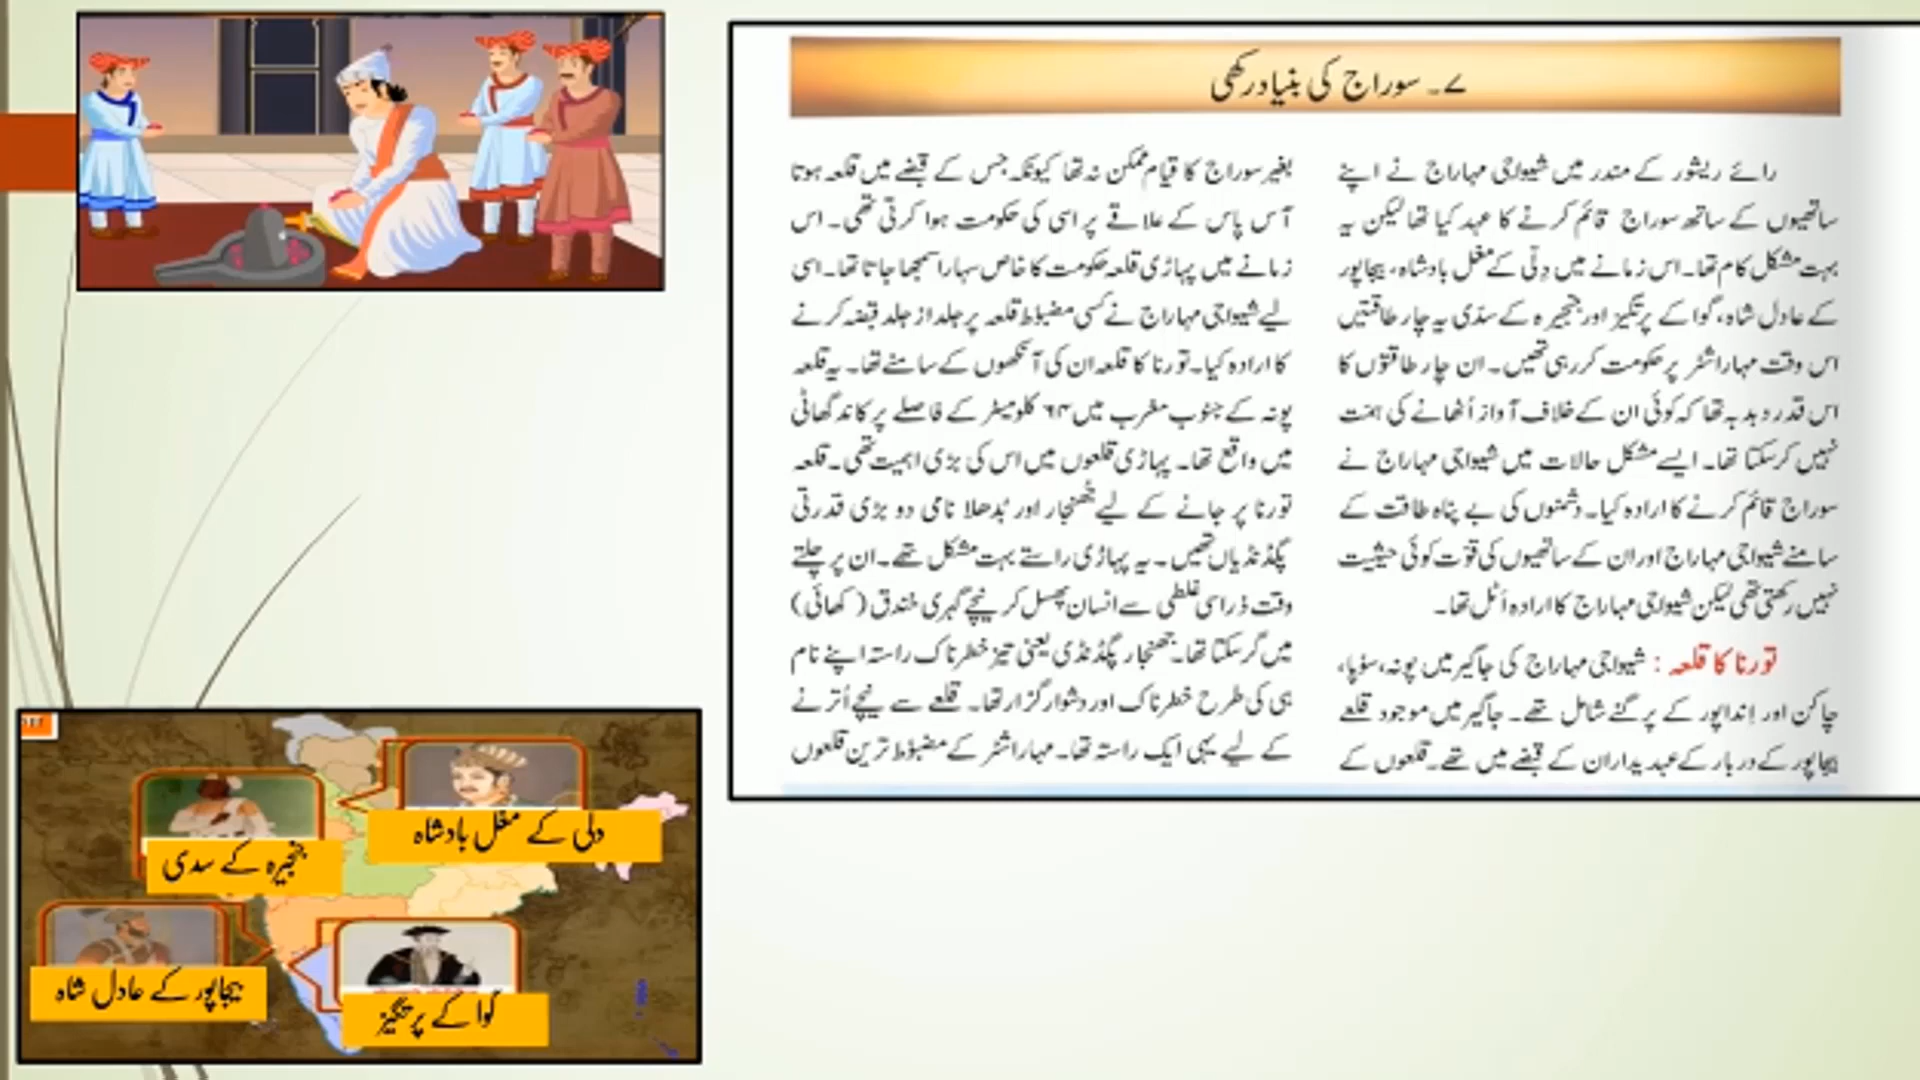 ۷۔ سوراج کی بنیاد رکھی
رائے ریشور کے مندر میں شیواجی مہاراج نے اپنے
ساتھیوں کے ساتھ سوراج قائم کرنے کا عہد کیا تھا لیکن یہ
بہت مشکل کام تھا۔ اس زمانے میں دِلّی کے مغل بادشاہ، بیجاپور
کے عادل شاہ، گوا کے پرتگیز اور جنجیرہ کے سدّی یہ چار طاقتیں
اس وقت مہاراشٹر پر حکومت کر رہی تھیں۔ ان چار طاقتوں کا
اس قدر دبدبہ تھا کہ کوئی ان کے خلاف آواز اُٹھانے کی ہمت
نہیں کرسکتا تھا۔ ایسے مشکل حالات میں شیواجی مہاراج نے
سوراج قائم کرنے کا ارادہ کیا۔ دشمنوں کی بے پناہ طاقت کے
سامنے شیواجی مہاراج اور ان کے ساتھیوں کی قوّت کوئی حیثیت
نہیں رکھتی تھی لیکن شیواجی مہاراج کا ارادہ اَٹل تھا۔
تورنا کا قلعہ : شیواجی مہاراج کی جاگیر میں پونہ، سُوپا،
چاکن اور اِنداپور کے پرگنے شامل تھے۔ جاگیر میں موجود قلعے
بیجاپور کے دربار کے عہدیداران کے قبضے میں تھے۔ قلعوں کے
بغیر سوراج کا قیام ممکن نہ تھا کیونکہ جس کے قبضے میں قلعہ ہوتا
آس پاس کے علاقے پر اسی کی حکومت ہوا کرتی تھی۔ اس
زمانے میں پہاڑی قلعہ حکومت کا خاص سہارا سمجھا جاتا تھا۔ اسی
لیے شیواجی مہاراج نے کسی مضبوط قلعہ پر جلد از جلد قبضہ کرنے
کا ارادہ کیا۔ تورنا کا قلعہ ان کی آنکھوں کے سامنے تھا۔ یہ قلعہ
پونہ کے جنوب مغرب میں ۶۴ کلومیٹر کے فاصلے پر کاند گھاٹی
میں واقع تھا۔ پہاڑی قلعوں میں اس کی بڑی اہمیت تھی۔ قلعہ
تورنا پر جانے کے لیے جُھنجار اور بُدھلا نامی دو بڑی قدرتی
پگڈنڈیاں تھیں۔ یہ پہاڑی راستے بہت مشکل تھے۔ ان پر چلتے
وقت ذرا سی غلطی سے انسان پھسل کر نیچے گہری خندق (کھائی)
میں گر سکتا تھا۔ جھنجار پگڈنڈی یعنی تیز خطرناک راستہ اپنے نام
ہی کی طرح خطرناک اور دشوار گزار تھا۔ قلعے سے نیچے اُترنے
کے لیے یہی ایک راستہ تھا۔ مہاراشٹر کے مضبوط ترین قلعوں
دلی کے مغل بادشاہ
جنجیرہ کے سدی
بیجاپور کے عادل شاہ
گوا کے پرتگیز